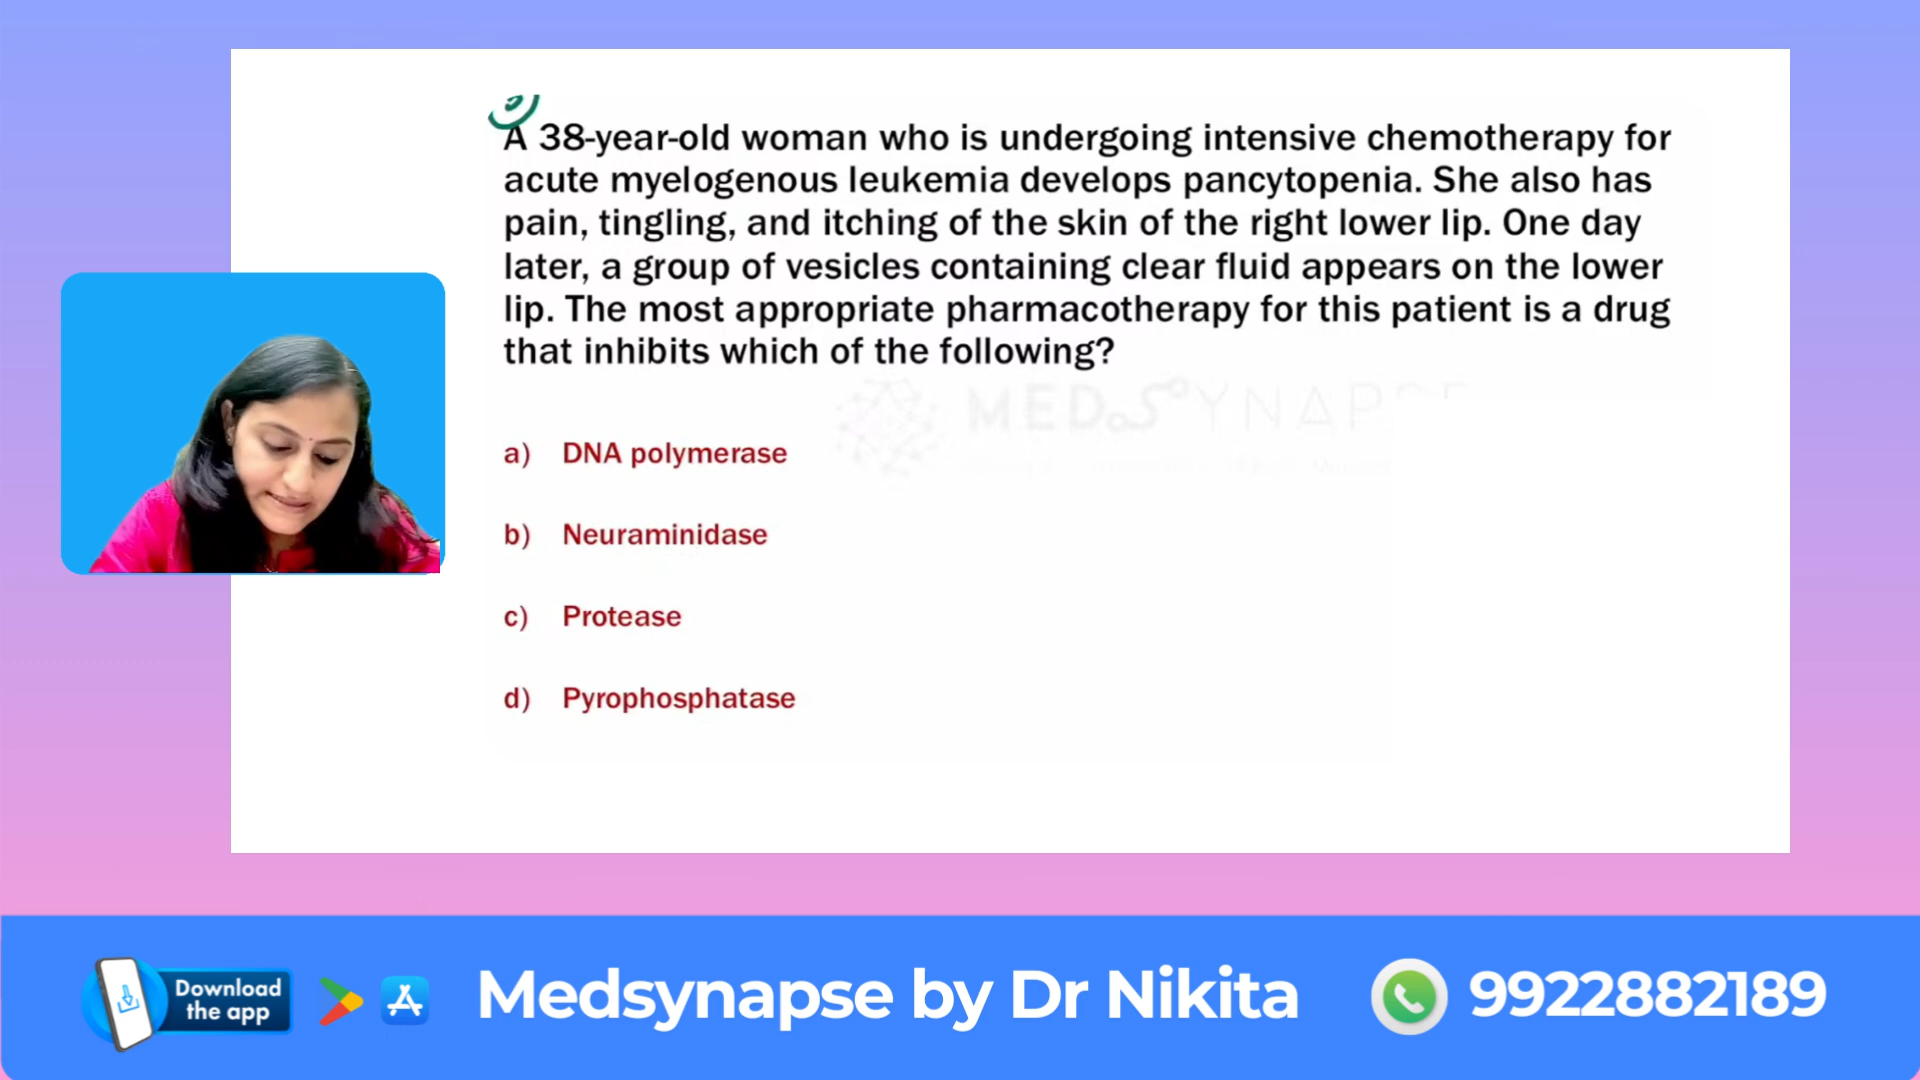 A 38-year-old woman who is undergoing intensive chemotherapy for
acute myelogenous leukemia develops pancytopenia. She also has
pain, tingling, and itching of the skin of the right lower lip. One day
later, a group of vesicles containing clear fluid appears on the lower
lip. The most appropriate pharmacotherapy for this patient is a drug
that inhibits which of the following?
MEDSYNAPSE
a) DNA polymerase
b) Neuraminidase
c) Protease
d) Pyrophosphatase
Download
the app
Medsynapse by Dr Nikita
9922882189